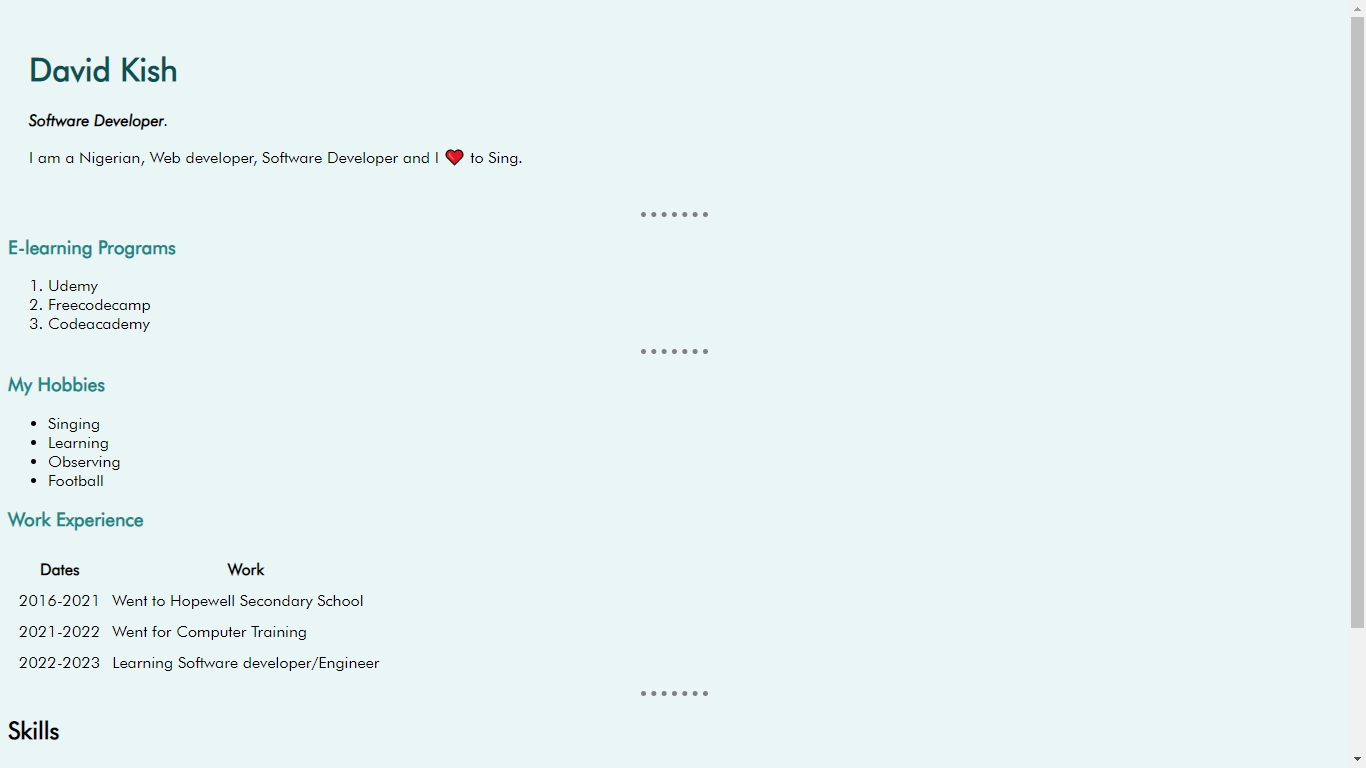 David Kish
Software Developer.
I am a Nigerian, Web developer, Software Developer and I ❤ to Sing.
E-learning Programs
1. Udemy
2. Freecodecamp
3. Codeacademy
My Hobbies
• Singing
• Learning
• Observing
• Football
Work Experience
Dates Work
2016-2021 Went to Hopewell Secondary School
2021-2022 Went for Computer Training
2022-2023 Learning Software developer/Engineer
Skills